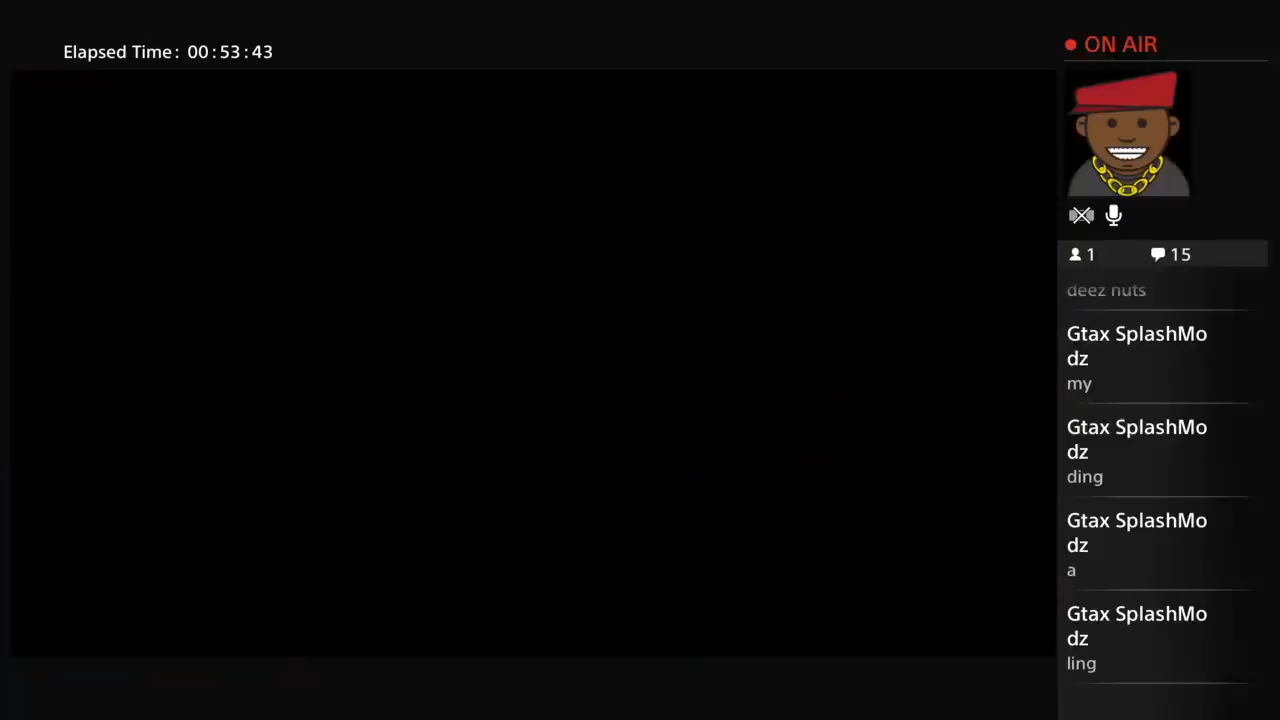 Elapsed Time: 00:53:43
ON AIR
1 15
deez nuts
Gtax SplashMo
dz
my
Gtax SplashMo
dz
ding
Gtax SplashMo
dz
a
Gtax SplashMo
dz
ling